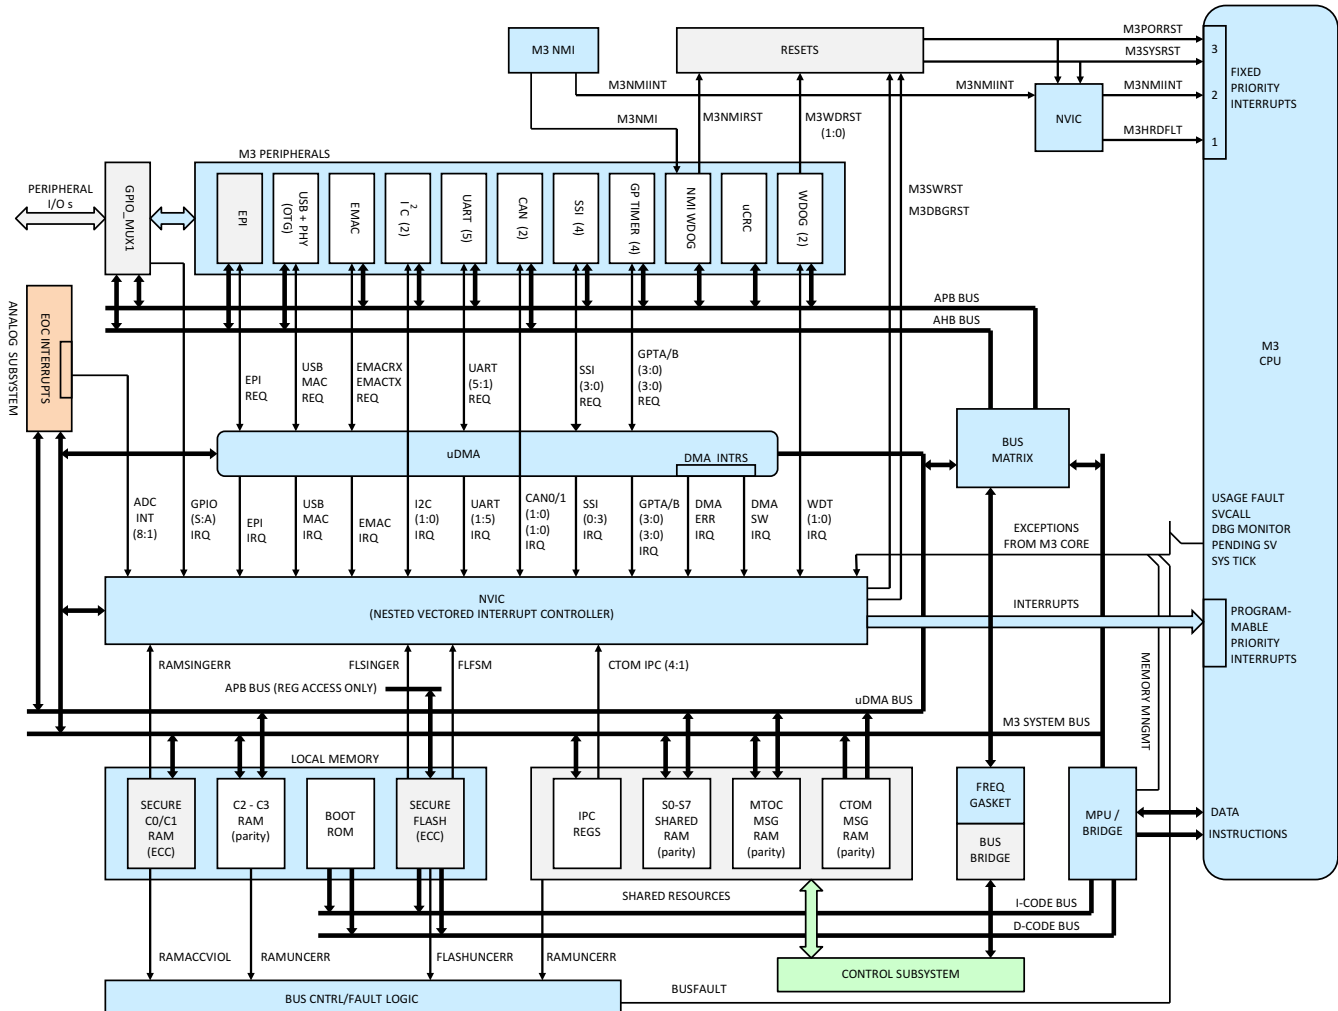 M3PORRST
M3SYSRST
M3 NMI
RESETS
3
FIXED
PRIORITY
INTERRUPTS
M3NMIINT
M3NMIINT
M3NMIINT
2
NVIC
M3NMI
M3NMIRST
M3WDRST
(1:0)
M3HRDFLT
1
M3 PERIPHERALS
PERIPHERAL
I/O s
GPIO_MUX1
EPI
USB + PHY
(OTG)
EMAC
I2C (2)
UART (5)
CAN (2)
SSI (4)
GP TIMER (4)
NMI WDOG
uCRC
WDOG (2)
M3SWRST
M3DBGRST
APB BUS
AHB BUS
ANALOG SUBSYSTEM
EOC INTERRUPTS
M3
CPU
EPI
REQ
USB
MAC
REQ
EMACRX
EMACTX
REQ
UART
(5:1)
REQ
SSI
(3:0)
REQ
GPTA/B
(3:0)
(3:0)
REQ
uDMA
DMA INTRS
BUS
MATRIX
ADC
INT
(8:1)
GPIO
(S:A)
IRQ
EPI
IRQ
USB
MAC
IRQ
EMAC
IRQ
I2C
(1:0)
IRQ
UART
(1:5)
IRQ
CAN0/1
(1:0)
(1:0)
IRQ
SSI
(0:3)
IRQ
GPTA/B
(3:0)
(3:0)
IRQ
DMA
ERR
IRQ
DMA
SW
IRQ
WDT
(1:0)
IRQ
EXCEPTIONS
FROM M3 CORE
USAGE FAULT
SVCALL
DBG MONITOR
PENDING SV
SYS TICK
NVIC
(NESTED VECTORED INTERRUPT CONTROLLER)
INTERRUPTS
PROGRAM-
MABLE
PRIORITY
INTERRUPTS
RAMSINGERR
FLSINGER
FLFSM
CTOM IPC (4:1)
APB BUS (REG ACCESS ONLY)
uDMA BUS
M3 SYSTEM BUS
MEMORY MNGMT
LOCAL MEMORY
SECURE
C0/C1
RAM
(ECC)
C2 - C3
RAM
(parity)
BOOT
ROM
SECURE
FLASH
(ECC)
IPC
REGS
S0-S7
SHARED
RAM
(parity)
MTOC
MSG
RAM
(parity)
CTOM
MSG
RAM
(parity)
FREQ
GASKET
BUS
BRIDGE
MPU /
BRIDGE
DATA
INSTRUCTIONS
SHARED RESOURCES
I-CODE BUS
D-CODE BUS
RAMACCVIOL
RAMUNCERR
FLASHUNCERR
RAMUNCERR
CONTROL SUBSYSTEM
BUS CNTRL/FAULT LOGIC
BUSFAULT